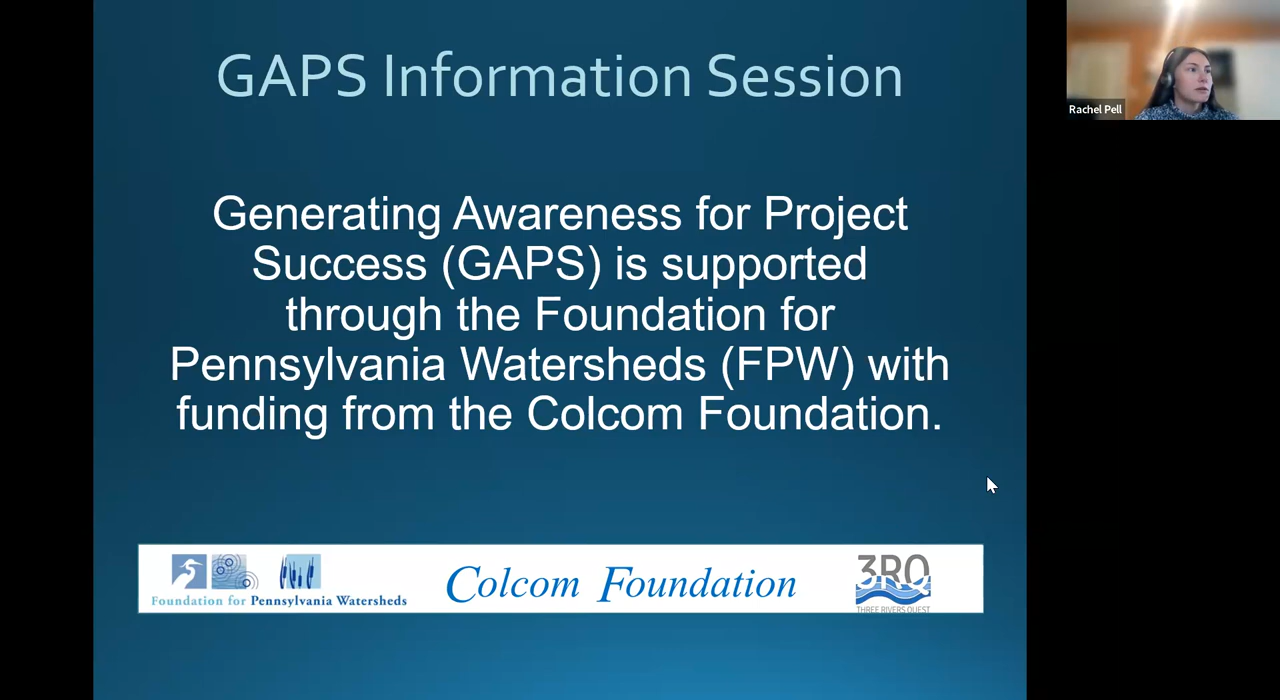 GAPS Information Session
Rachel Pell
Generating Awareness for Project
Success (GAPS) is supported
through the Foundation for
Pennsylvania Watersheds (FPW) with
funding from the Colcom Foundation.
Foundation for Pennsylvania Watersheds
Colcom Foundation
3RQ
THREE RIVERS QUEST